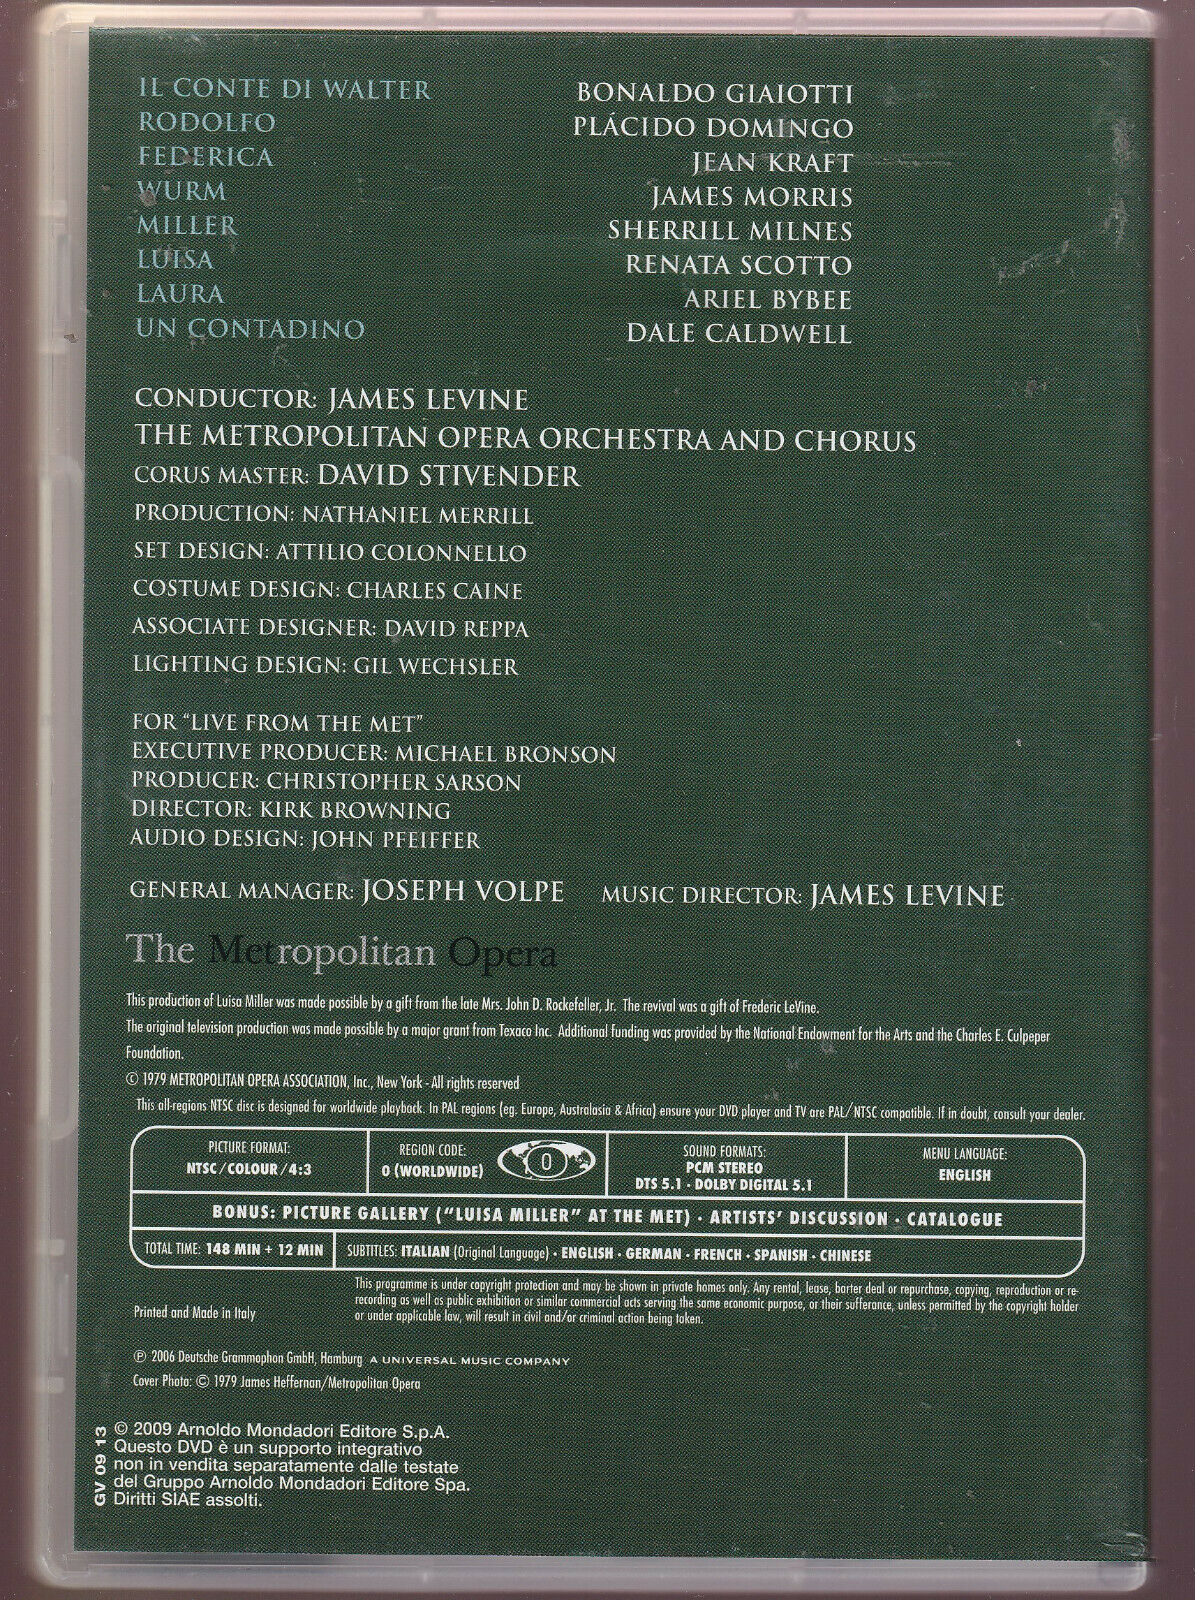 IL CONTE DI WALTER BONALDO GIAIOTTI
RODOLFO PLÁCIDO DOMINGO
FEDERICA JEAN KRAFT
WURM JAMES MORRIS
MILLER SHERRILL MILNES
LUISA RENATA SCOTTO
LAURA ARIEL BYBEE
UN CONTADINO DALE CALDWELL
CONDUCTOR: JAMES LEVINE
THE METROPOLITAN OPERA ORCHESTRA AND CHORUS
CORUS MASTER: DAVID STIVENDER
PRODUCTION: NATHANIEL MERRILL
SET DESIGN: ATTILIO COLONNELLO
COSTUME DESIGN: CHARLES CAINE
ASSOCIATE DESIGNER: DAVID REPPA
LIGHTING DESIGN: GIL WECHSLER
FOR “LIVE FROM THE MET”
EXECUTIVE PRODUCER: MICHAEL BRONSON
PRODUCER: CHRISTOPHER SARSON
DIRECTOR: KIRK BROWNING
AUDIO DESIGN: JOHN PFEIFFER
GENERAL MANAGER: JOSEPH VOLPE MUSIC DIRECTOR: JAMES LEVINE
The Metropolitan Opera
This production of Luisa Miller was made possible by a gift from the late Mrs. John D. Rockefeller, Jr. The revival was a gift of Frederic LeVine.
The original television production was made possible by a major grant from Texaco Inc. Additional funding was provided by the National Endowment for the Arts and the Charles E. Culpeper
Foundation.
© 1979 METROPOLITAN OPERA ASSOCIATION, Inc., New York - All rights reserved
This all-regions NTSC disc is designed for worldwide playback. In PAL regions (eg. Europe, Australasia & Africa) ensure your DVD player and TV are PAL/NTSC compatible. If in doubt, consult your dealer.
PICTURE FORMAT:
NTSC/COLOUR/4:3
REGION CODE:
0 (WORLDWIDE)
0
SOUND FORMATS:
PCM STEREO
DTS 5.1 · DOLBY DIGITAL 5.1
MENU LANGUAGE:
ENGLISH
BONUS: PICTURE GALLERY (“LUISA MILLER” AT THE MET) · ARTISTS’ DISCUSSION · CATALOGUE
TOTAL TIME: 148 MIN + 12 MIN
SUBTITLES: ITALIAN (Original Language) · ENGLISH · GERMAN · FRENCH · SPANISH · CHINESE
Printed and Made in Italy
This programme is under copyright protection and may be shown in private homes only. Any rental, lease, barter deal or repurchase, copying, reproduction or re-
recording as well as public exhibition or similar commercial acts serving the same economic purpose, or their sufferance, unless permitted by the copyright holder
or under applicable law, will result in civil and/or criminal action being taken.
℗ 2006 Deutsche Grammophon GmbH, Hamburg A UNIVERSAL MUSIC COMPANY
Cover Photo: © 1979 James Heffernan/Metropolitan Opera
GV 09 13
© 2009 Arnoldo Mondadori Editore S.p.A.
Questo DVD è un supporto integrativo
non in vendita separatamente dalle testate
del Gruppo Arnoldo Mondadori Editore Spa.
Diritti SIAE assolti.